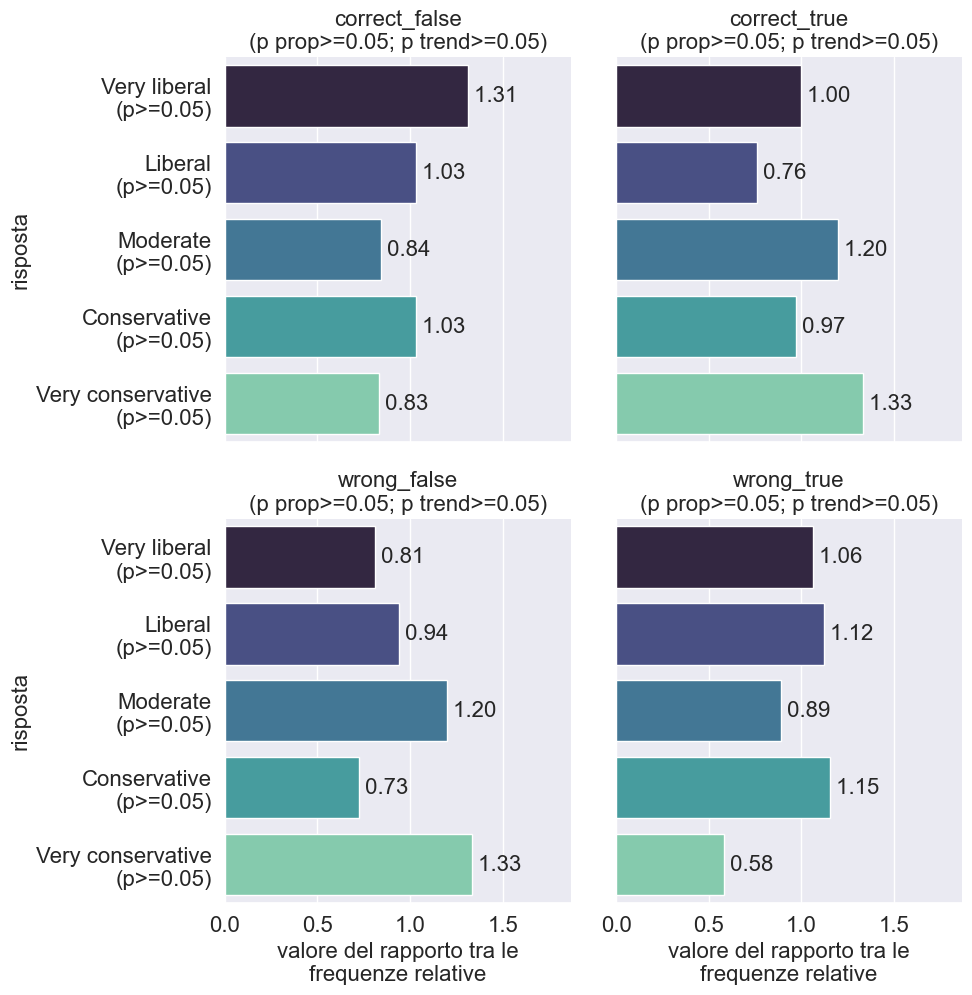 correct_false
(p prop>=0.05; p trend>=0.05)
correct_true
(p prop>=0.05; p trend>=0.05)
risposta
Very liberal
(p>=0.05)
1.31
1.00
Liberal
(p>=0.05)
1.03
0.76
Moderate
(p>=0.05)
0.84
1.20
Conservative
(p>=0.05)
1.03
0.97
Very conservative
(p>=0.05)
0.83
1.33
wrong_false
(p prop>=0.05; p trend>=0.05)
wrong_true
(p prop>=0.05; p trend>=0.05)
risposta
Very liberal
(p>=0.05)
0.81
1.06
Liberal
(p>=0.05)
0.94
1.12
Moderate
(p>=0.05)
1.20
0.89
Conservative
(p>=0.05)
0.73
1.15
Very conservative
(p>=0.05)
1.33
0.58
0.0 0.5 1.0 1.5
valore del rapporto tra le
frequenze relative
0.0 0.5 1.0 1.5
valore del rapporto tra le
frequenze relative